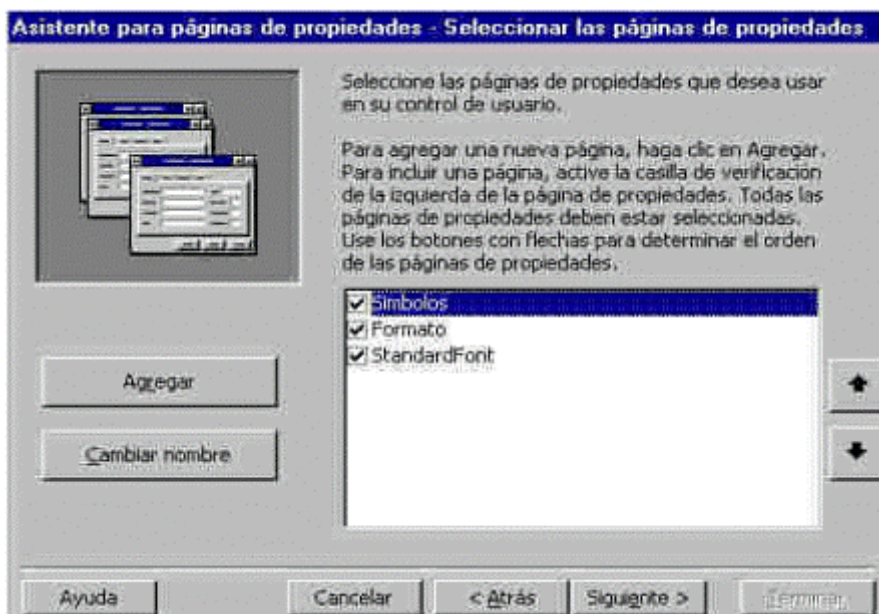 Asistente para páginas de propiedades - Seleccionar las páginas de propiedades
Seleccione las páginas de propiedades que desea usar
en su control de usuario.
Para agregar una nueva página, haga clic en Agregar.
Para incluir una página, active la casilla de verificación
de la izquierda de la página de propiedades. Todas las
páginas de propiedades deben estar seleccionadas.
Use los botones con flechas para determinar el orden
de las páginas de propiedades.
Símbolos
Formato
StandardFont
Agregar
Cambiar nombre
Ayuda
Cancelar
< Atrás
Siguiente >
Terminar